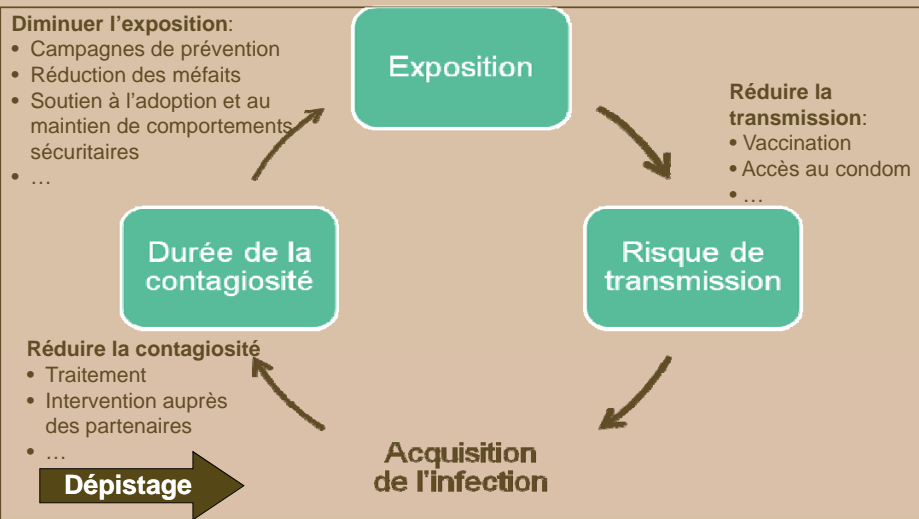 Diminuer l’exposition:
• Campagnes de prévention
• Réduction des méfaits
• Soutien à l’adoption et au
maintien de comportements
sécuritaires
• …
Exposition
Réduire la
transmission:
• Vaccination
• Accès au condom
• …
Durée de la
contagiosité
Risque de
transmission
Réduire la contagiosité
• Traitement
• Intervention auprès
des partenaires
• …
Dépistage
Acquisition
de l'infection